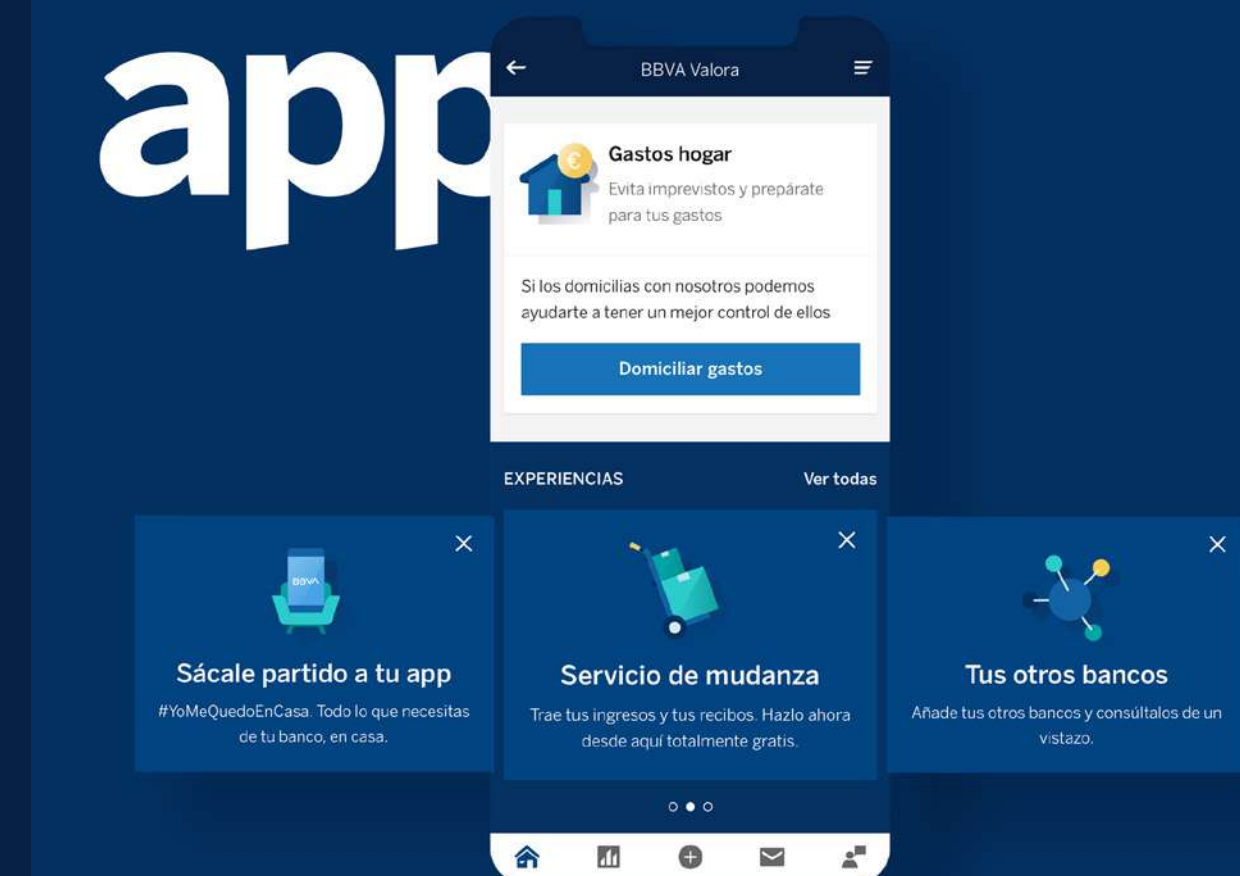 app
BBVA Valora
€
Gastos hogar
Evita imprevistos y prepárate
para tus gastos
Si los domicilias con nosotros podemos
ayudarte a tener un mejor control de ellos
Domiciliar gastos
EXPERIENCIAS
Ver todas
BBVA
Sácale partido a tu app
#YoMeQuedoEnCasa. Todo lo que necesitas
de tu banco, en casa.
Servicio de mudanza
Trae tus ingresos y tus recibos. Hazlo ahora
desde aquí totalmente gratis.
Tus otros bancos
Añade tus otros bancos y consúltalos de un
vistazo.